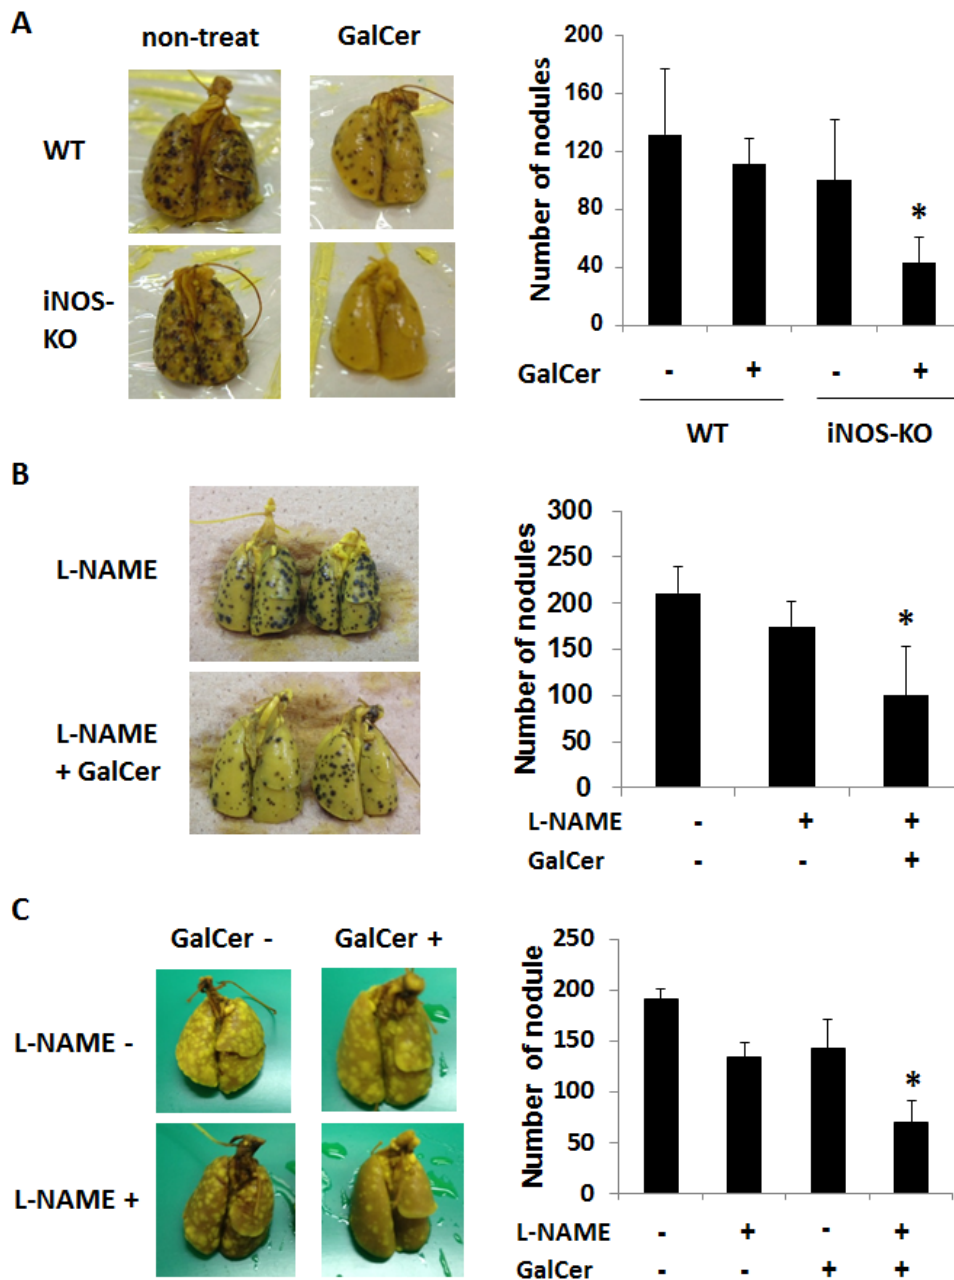 A
non-treat GalCer
WT
iNOS-
KO
Number of nodules
200
160
120
80
40
0
*
GalCer - + - +
WT iNOS-KO
B
L-NAME
L-NAME
+ GalCer
Number of nodules
300
250
200
150
100
50
0
*
L-NAME - + +
GalCer - - +
C
GalCer - GalCer +
L-NAME -
L-NAME +
Number of nodule
250
200
150
100
50
0
*
L-NAME - + - +
GalCer - - + +